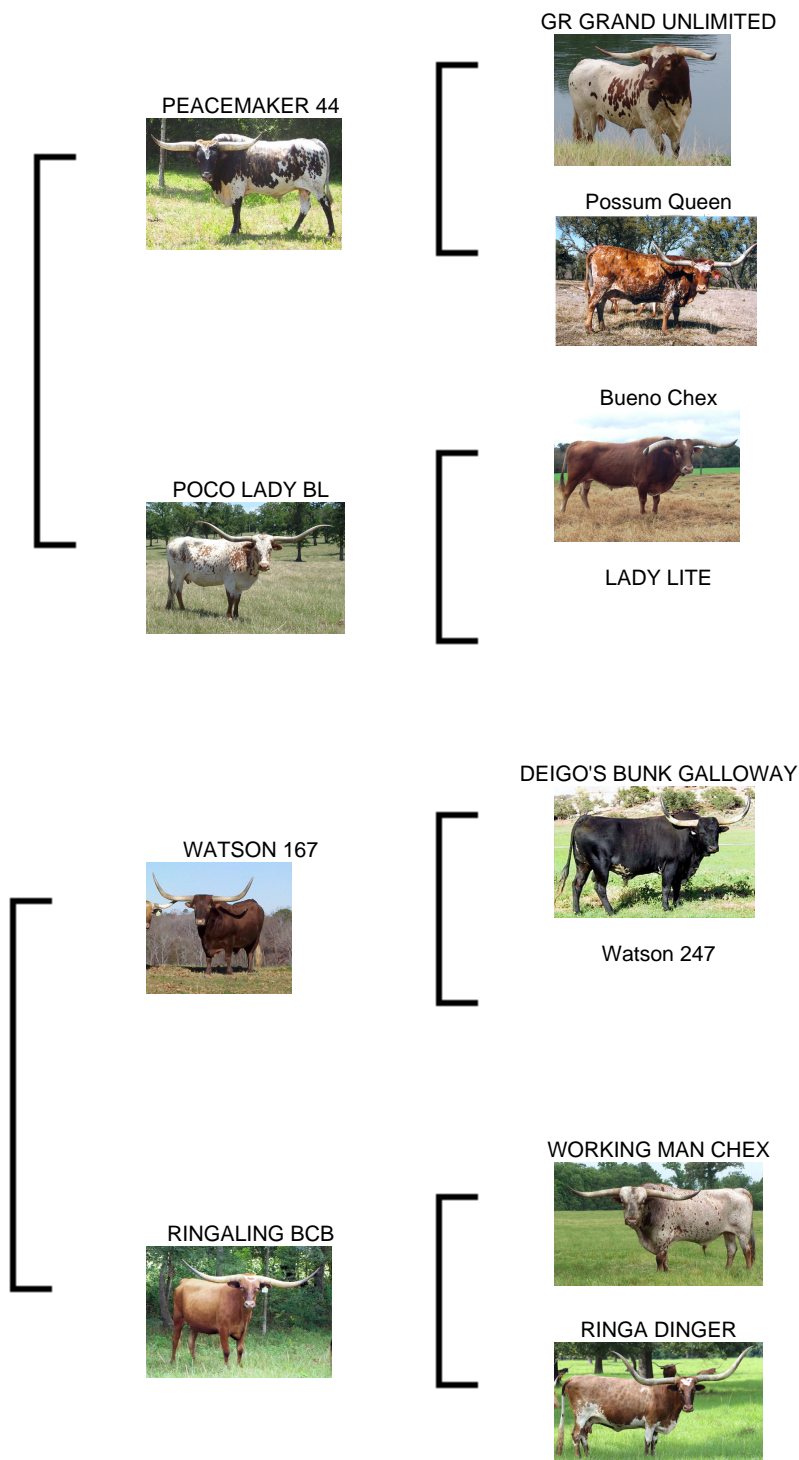 GR GRAND UNLIMITED
PEACEMAKER 44
Possum Queen
Bueno Chex
POCO LADY BL
LADY LITE
DEIGO'S BUNK GALLOWAY
WATSON 167
Watson 247
WORKING MAN CHEX
RINGALING BCB
RINGA DINGER